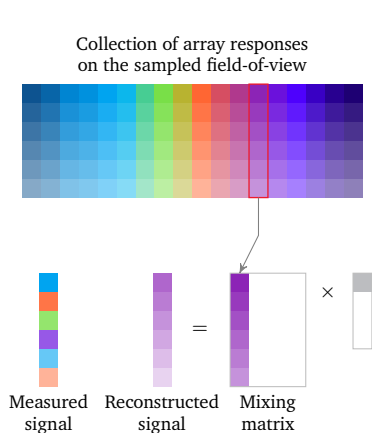 Collection of array responses
on the sampled field-of-view
= ×
Measured
signal
Reconstructed
signal
Mixing
matrix